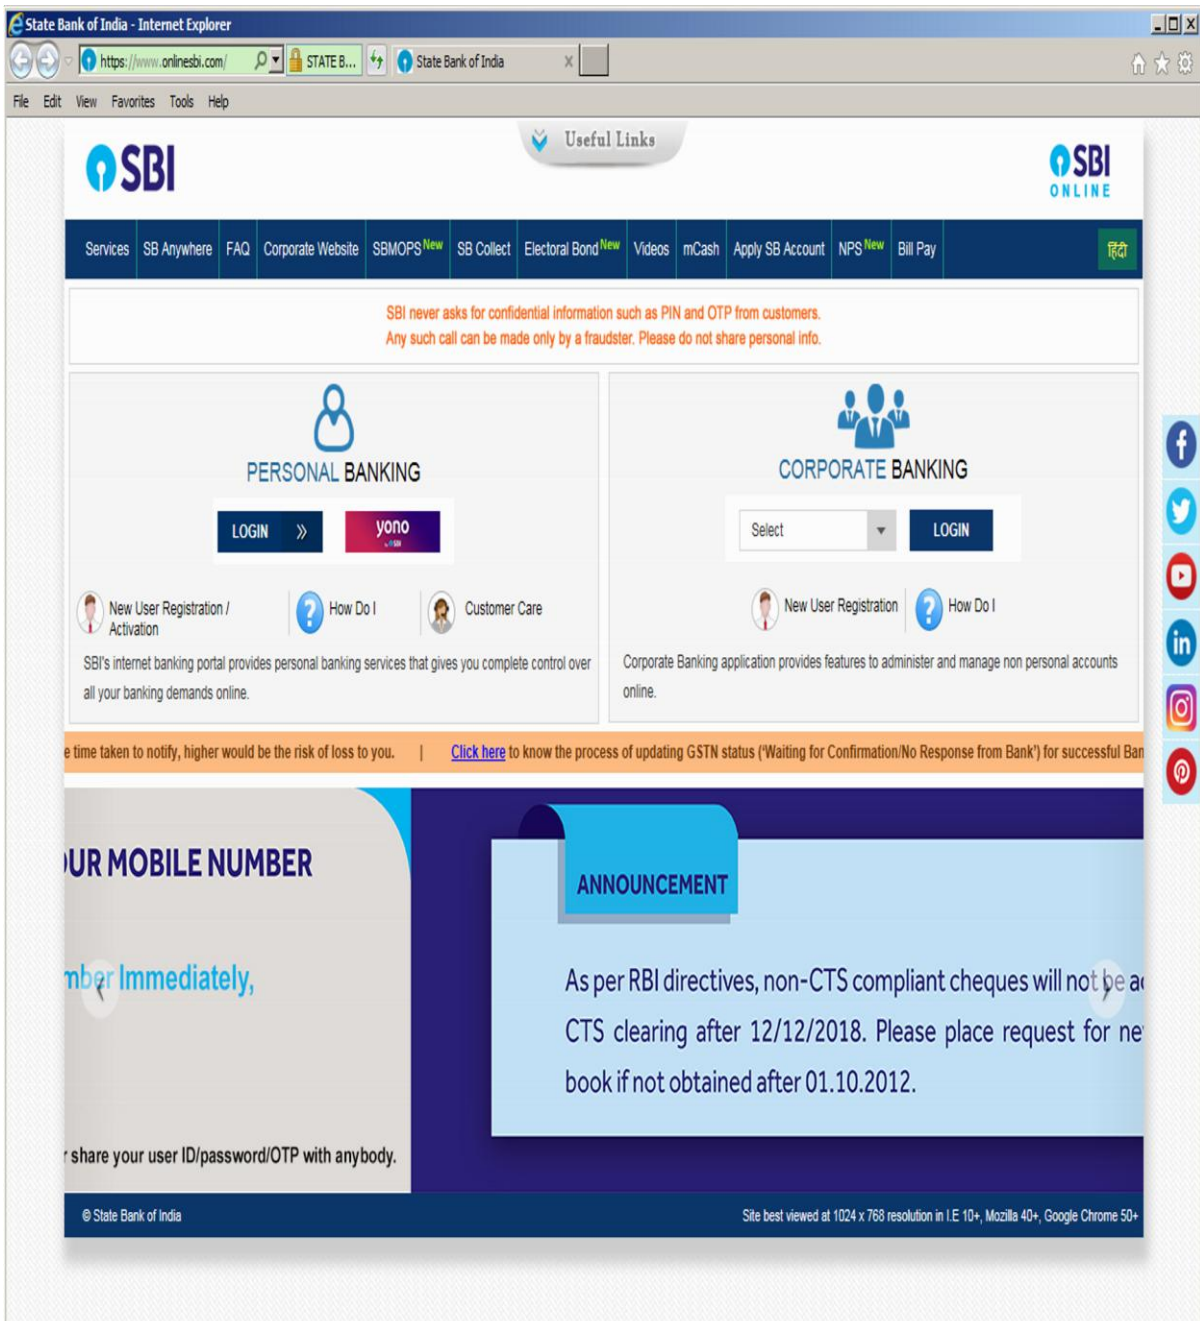 State Bank of India - Internet Explorer
https://www.onlinesbi.com/ STATE B... State Bank of India
File Edit View Favorites Tools Help
Useful Links
SBI
SBI
ONLINE
Services SB Anywhere FAQ Corporate Website SBMOPS New SB Collect Electoral Bond New Videos mCash Apply SB Account NPS New Bill Pay हिंदी
SBI never asks for confidential information such as PIN and OTP from customers.
Any such call can be made only by a fraudster. Please do not share personal info.
PERSONAL BANKING
LOGIN » yono
by SBI
New User Registration /
Activation
How Do I
Customer Care
SBI's internet banking portal provides personal banking services that gives you complete control over
all your banking demands online.
CORPORATE BANKING
Select LOGIN
New User Registration
How Do I
Corporate Banking application provides features to administer and manage non personal accounts
online.
e time taken to notify, higher would be the risk of loss to you. | Click here to know the process of updating GSTN status ('Waiting for Confirmation/No Response from Bank') for successful Ban
OUR MOBILE NUMBER
mber Immediately,
r share your user ID/password/OTP with anybody.
ANNOUNCEMENT
As per RBI directives, non-CTS compliant cheques will not be ac
CTS clearing after 12/12/2018. Please place request for ne
book if not obtained after 01.10.2012.
© State Bank of India
Site best viewed at 1024 x 768 resolution in I.E 10+, Mozilla 40+, Google Chrome 50+